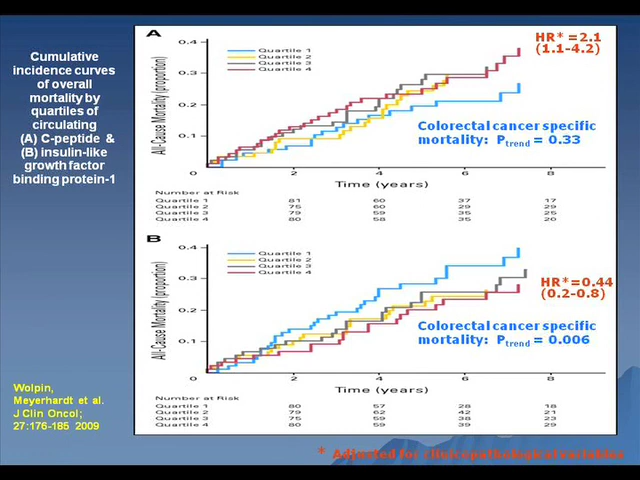 Cumulative
incidence curves
of overall
mortality by
quartiles of
circulating
(A) C-peptide &
(B) insulin-like
growth factor
binding protein-1
Wolpin,
Meyerhardt et al.
J Clin Oncol;
27:176-185 2009
A
HR* =2.1
(1.1-4.2)
All-Cause Mortality (proportion)
0.4
0.3
0.2
0.1
0
Quartile 1
Quartile 2
Quartile 3
Quartile 4
Colorectal cancer specific
mortality: Ptrend = 0.33
2 4 6 8
Time (years)
Number at Risk
Quartile 1 81 60 37 17
Quartile 2 75 60 29 29
Quartile 3 79 59 35 25
Quartile 4 80 58 35 20
B
HR*=0.44
(0.2-0.8)
All-Cause Mortality (proportion)
0.4
0.3
0.2
0.1
0
Quartile 1
Quartile 2
Quartile 3
Quartile 4
Colorectal cancer specific
mortality: Ptrend = 0.006
2 4 6 8
Time (years)
Number at Risk
Quartile 1 80 57 28 18
Quartile 2 79 62 42 21
Quartile 3 75 59 38 23
Quartile 4 80 59 39 29
* Adjusted for clinicopathological variables